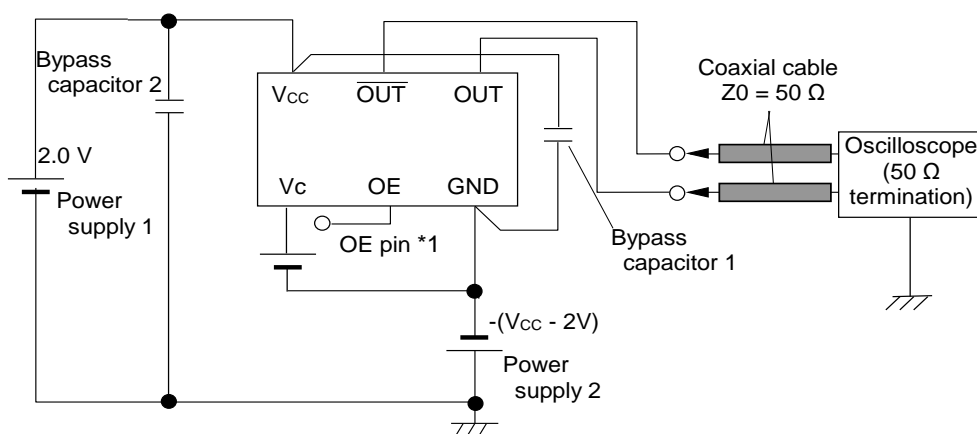 Bypass
capacitor 2
2.0 V
Power
supply 1
VCC
OUT
OUT
Vc
OE
GND
OE pin *1
Bypass
capacitor 1
-(VCC - 2V)
Power
supply 2
Coaxial cable
Z0 = 50 Ω
Oscilloscope
(50 Ω
termination)